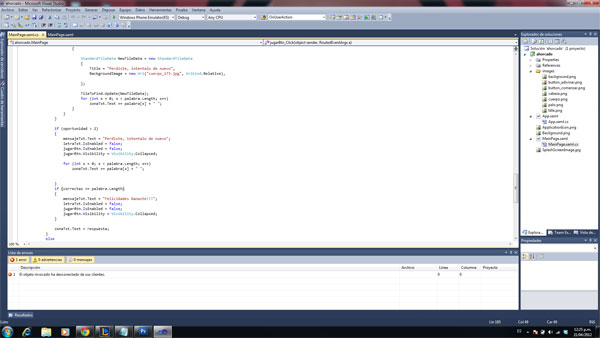 ahorcado - Microsoft Visual Studio
Archivo Editar Ver Refactorizar Proyecto Generar Depurar Equipo Datos Herramientas Prueba Analizar Ventana Ayuda
Windows Phone Emulator(ES) Debug Any CPU OnUserAction
MainPage.xaml.cs MainPage.xaml
ahorcado.MainPage jugarBtn_Click(object sender, RoutedEventArgs e)
{
StandardTileData NewTileData = new StandardTileData
{
Title = "Perdiste, intentalo de nuevo",
BackgroundImage = new Uri("cuerpo_173.jpg", UriKind.Relative),
})
TileToFind.Update(NewTileData);
for (int x = 0; x < palabra.Length; x++)
zonaTxt.Text += palabra[x] + " ";
}
}
if (oportunidad > 2)
{
mensajeTxt.Text = "Perdiste, intentalo de nuevo";
letraTxt.IsEnabled = false;
jugarBtn.IsEnabled = false;
jugarBtn.Visibility = Visibility.Collapsed;
for (int x = 0; x < palabra.Length; x++)
zonaTxt.Text += palabra[x] + " ";
}
if (correctas == palabra.Length)
{
mensajeTxt.Text = "Felicidades Ganaste!!!";
letraTxt.IsEnabled = false;
jugarBtn.IsEnabled = false;
jugarBtn.Visibility = Visibility.Collapsed;
}
zonaTxt.Text = respuesta;
}
else
100 %
Explorador de soluciones
Solución 'ahorcado' (1 proyecto)
ahorcado
Properties
References
images
background.png
button_adivinar.png
button_comenzar.png
cabeza.png
cuerpo.png
palo.png
title.png
App.xaml
App.xaml.cs
ApplicationIcon.png
Background.png
MainPage.xaml
MainPage.xaml.cs
SplashScreenImage.jpg
Explora... Team Ex... Vista de...
Propiedades
Lista de errores
1 error 0 advertencias 0 mensajes
Descripción Archivo Línea Columna Proyecto
1 El objeto invocado ha desconectado de sus clientes. 0 0
Resultados
Listo Lín 185 Col 49 Car 49 INS
ES 12:25 p.m.
21/04/2012